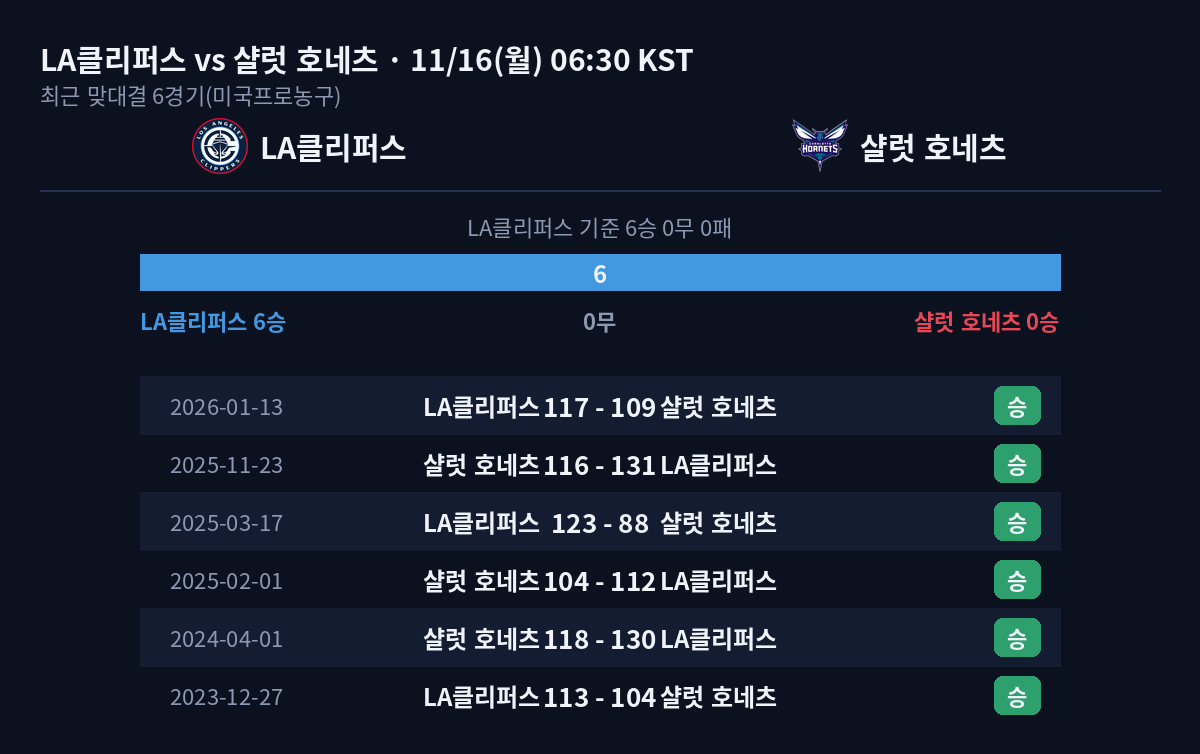 LA클리퍼스 vs 샬럿 호네츠 · 11/16(월) 06:30 KST
최근 맞대결 6경기(미국프로농구)
LOS ANGELES CLIPPERS LA클리퍼스 CHARLOTTE HORNETS 샬럿 호네츠
LA클리퍼스 기준 6승 0무 0패
6
LA클리퍼스 6승 0무 샬럿 호네츠 0승
2026-01-13 LA클리퍼스 117 - 109 샬럿 호네츠 승
2025-11-23 샬럿 호네츠 116 - 131 LA클리퍼스 승
2025-03-17 LA클리퍼스 123 - 88 샬럿 호네츠 승
2025-02-01 샬럿 호네츠 104 - 112 LA클리퍼스 승
2024-04-01 샬럿 호네츠 118 - 130 LA클리퍼스 승
2023-12-27 LA클리퍼스 113 - 104 샬럿 호네츠 승